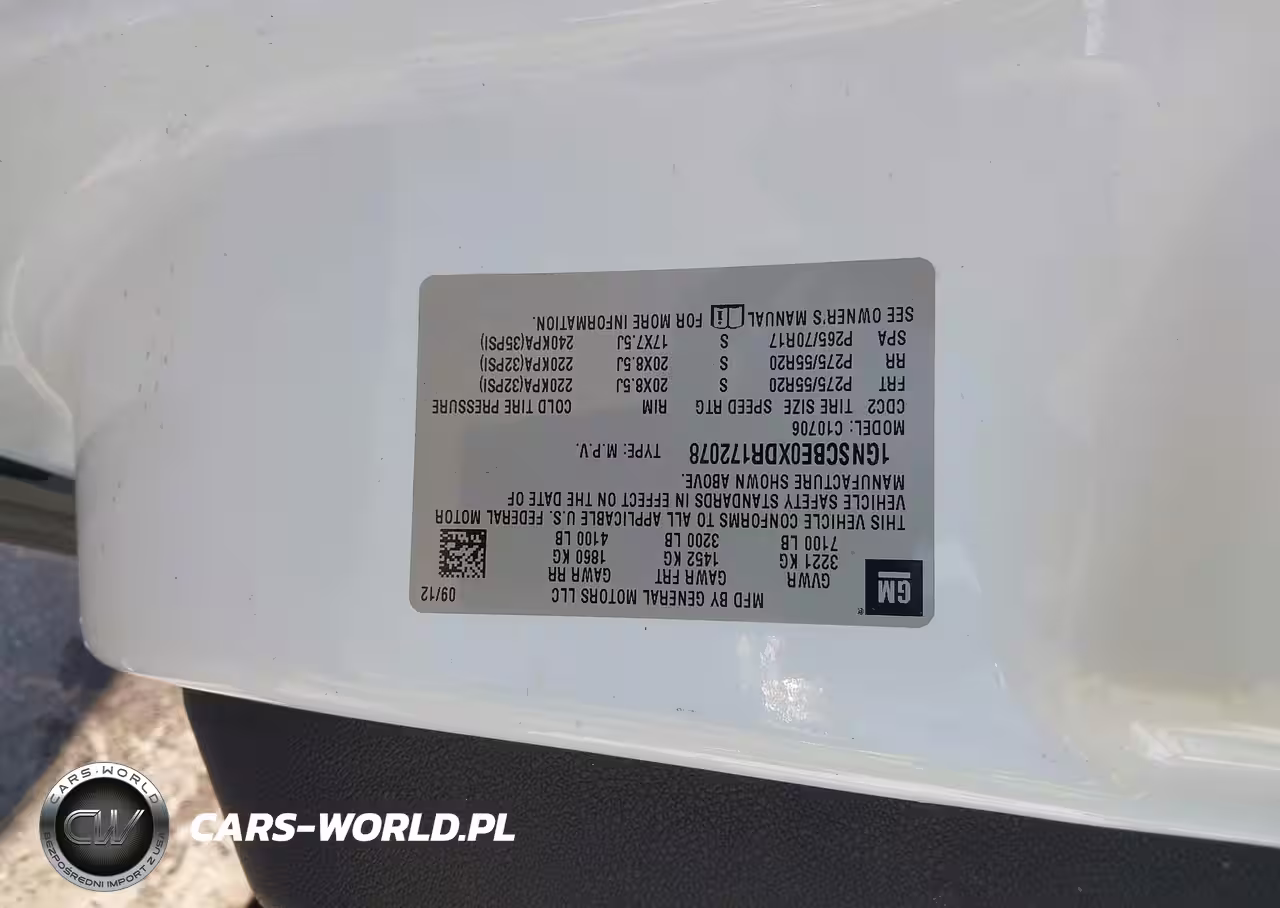 GM
MFD BY GENERAL MOTORS LLC 09/12
GVWR GAWR FRT GAWR RR
3221 KG 1452 KG 1860 KG
7100 LB 3200 LB 4100 LB
THIS VEHICLE CONFORMS TO ALL APPLICABLE U.S. FEDERAL MOTOR
VEHICLE SAFETY STANDARDS IN EFFECT ON THE DATE OF
MANUFACTURE SHOWN ABOVE.
1GNSCBE0XDR172078 TYPE: M.P.V.
MODEL: C10706
CDC2 TIRE SIZE SPEED RTG RIM COLD TIRE PRESSURE
FRT P275/55R20 S 20X8.5J 220KPA(32PSI)
RR P275/55R20 S 20X8.5J 220KPA(32PSI)
SPA P265/70R17 S 17X7.5J 240KPA(35PSI)
SEE OWNER'S MANUAL i FOR MORE INFORMATION.
CARS-WORLD
CW
BEZPOŚREDNI IMPORT Z USA
CARS-WORLD.PL